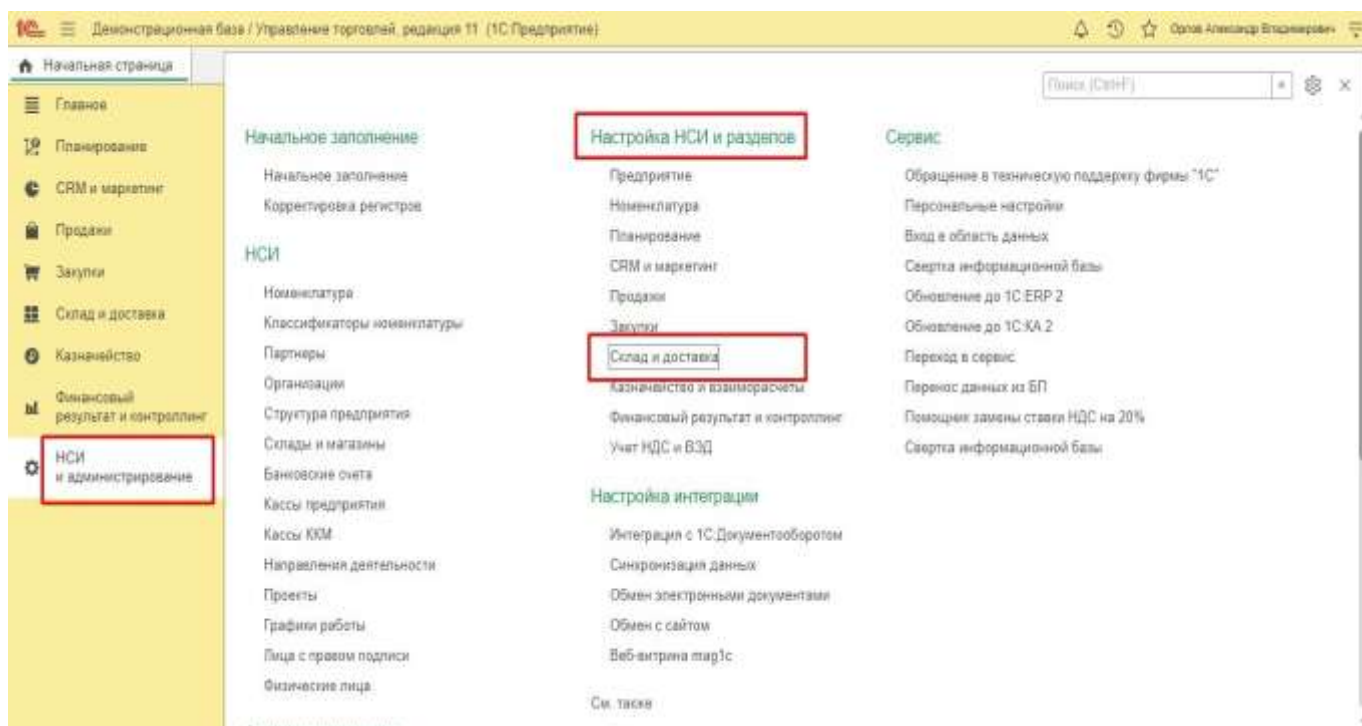 1С Демонстрационная база / Управление торговлей, редакция 11 (1С:Предприятие) Орлов Александр Владимирович
Начальная страница
Поиск (Ctrl+F)
Главное
Планирование
CRM и маркетинг
Продажи
Закупки
Склад и доставка
Казначейство
Финансовый
результат и контроллинг
НСИ
и администрирование
Начальное заполнение
Начальное заполнение
Корректировка регистров
НСИ
Номенклатура
Классификаторы номенклатуры
Партнеры
Организации
Структура предприятия
Склады и магазины
Банковские счета
Кассы предприятия
Кассы ККМ
Направления деятельности
Проекты
Графики работы
Лица с правом подписи
Физические лица
Настройка НСИ и разделов
Предприятие
Номенклатура
Планирование
CRM и маркетинг
Продажи
Закупки
Склад и доставка
Казначейство и взаиморасчеты
Финансовый результат и контроллинг
Учет НДС и ВЭД
Настройка интеграции
Интеграция с 1С:Документооборотом
Синхронизация данных
Обмен электронными документами
Обмен с сайтом
Веб-витрина mag1c
См. также
Сервис
Обращение в техническую поддержку фирмы "1С"
Персональные настройки
Вход в область данных
Свертка информационной базы
Обновление до 1С:ERP 2
Обновление до 1С:КА 2
Переход в сервис
Перенос данных из БП
Помощник замены ставки НДС на 20%
Свертка информационной базы